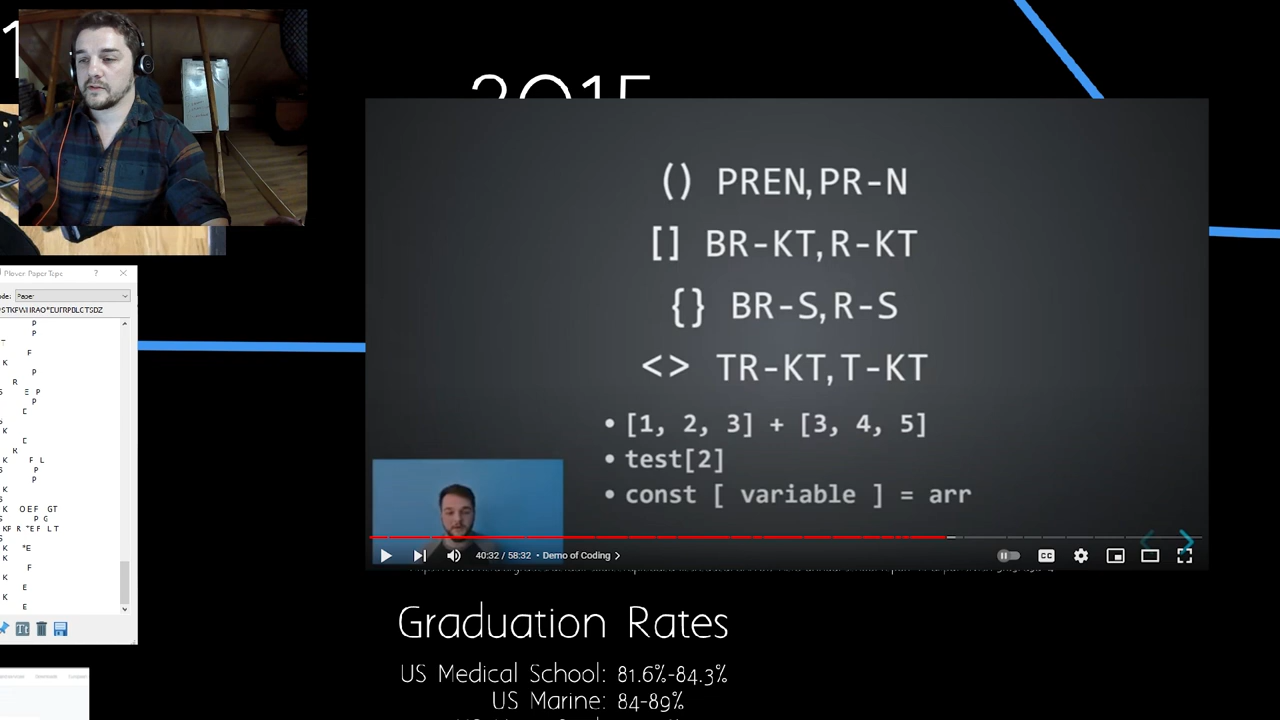 2015
() PREN,PR-N
[] BR-KT,R-KT
{} BR-S,R-S
<> TR-KT,T-KT
• [1, 2, 3] + [3, 4, 5]
• test[2]
• const [ variable ] = arr
40:32 / 58:32 • Demo of Coding >
Plover: Paper Tape
Paper
P
P
F
K
P
R
E P
P
E
K
E
K
K F L
P
P
K
K O E F G T
P G
K F R *E F L T
K *E
K
F
K E
K
E
Graduation Rates
US Medical School: 81.6%-84.3%
US Marine: 84-89%